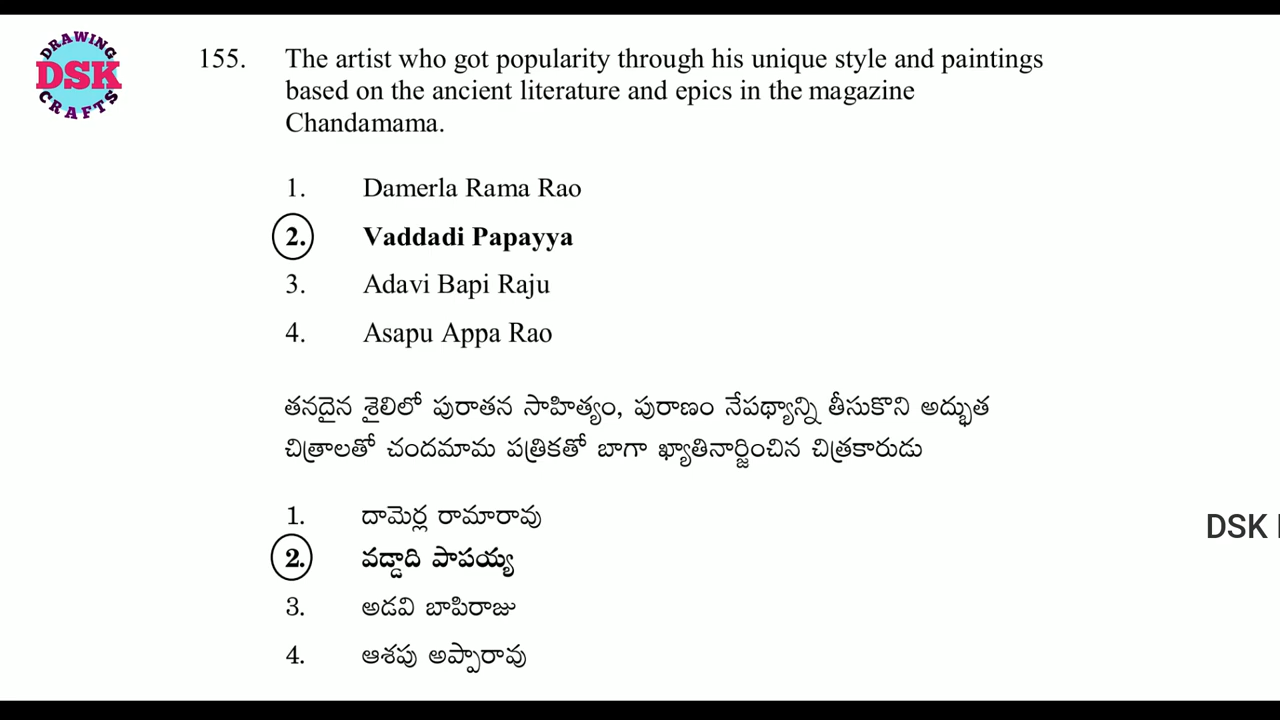 DRAWING
DSK
CRAFTS
155. The artist who got popularity through his unique style and paintings
based on the ancient literature and epics in the magazine
Chandamama.
1. Damerla Rama Rao
2. Vaddadi Papayya
3. Adavi Bapi Raju
4. Asapu Appa Rao
తనదైన శైలిలో పురాతన సాహిత్యం, పురాణం నేపథ్యాన్ని తీసుకొని అద్భుత
చిత్రాలతో చందమామ పత్రికతో బాగా ఖ్యాతినార్జించిన చిత్రకారుడు
1. దామెర్ల రామారావు
DSK
2. వడ్డాది పాపయ్య
3. అడవి బాపిరాజు
4. ఆశపు అప్పారావు